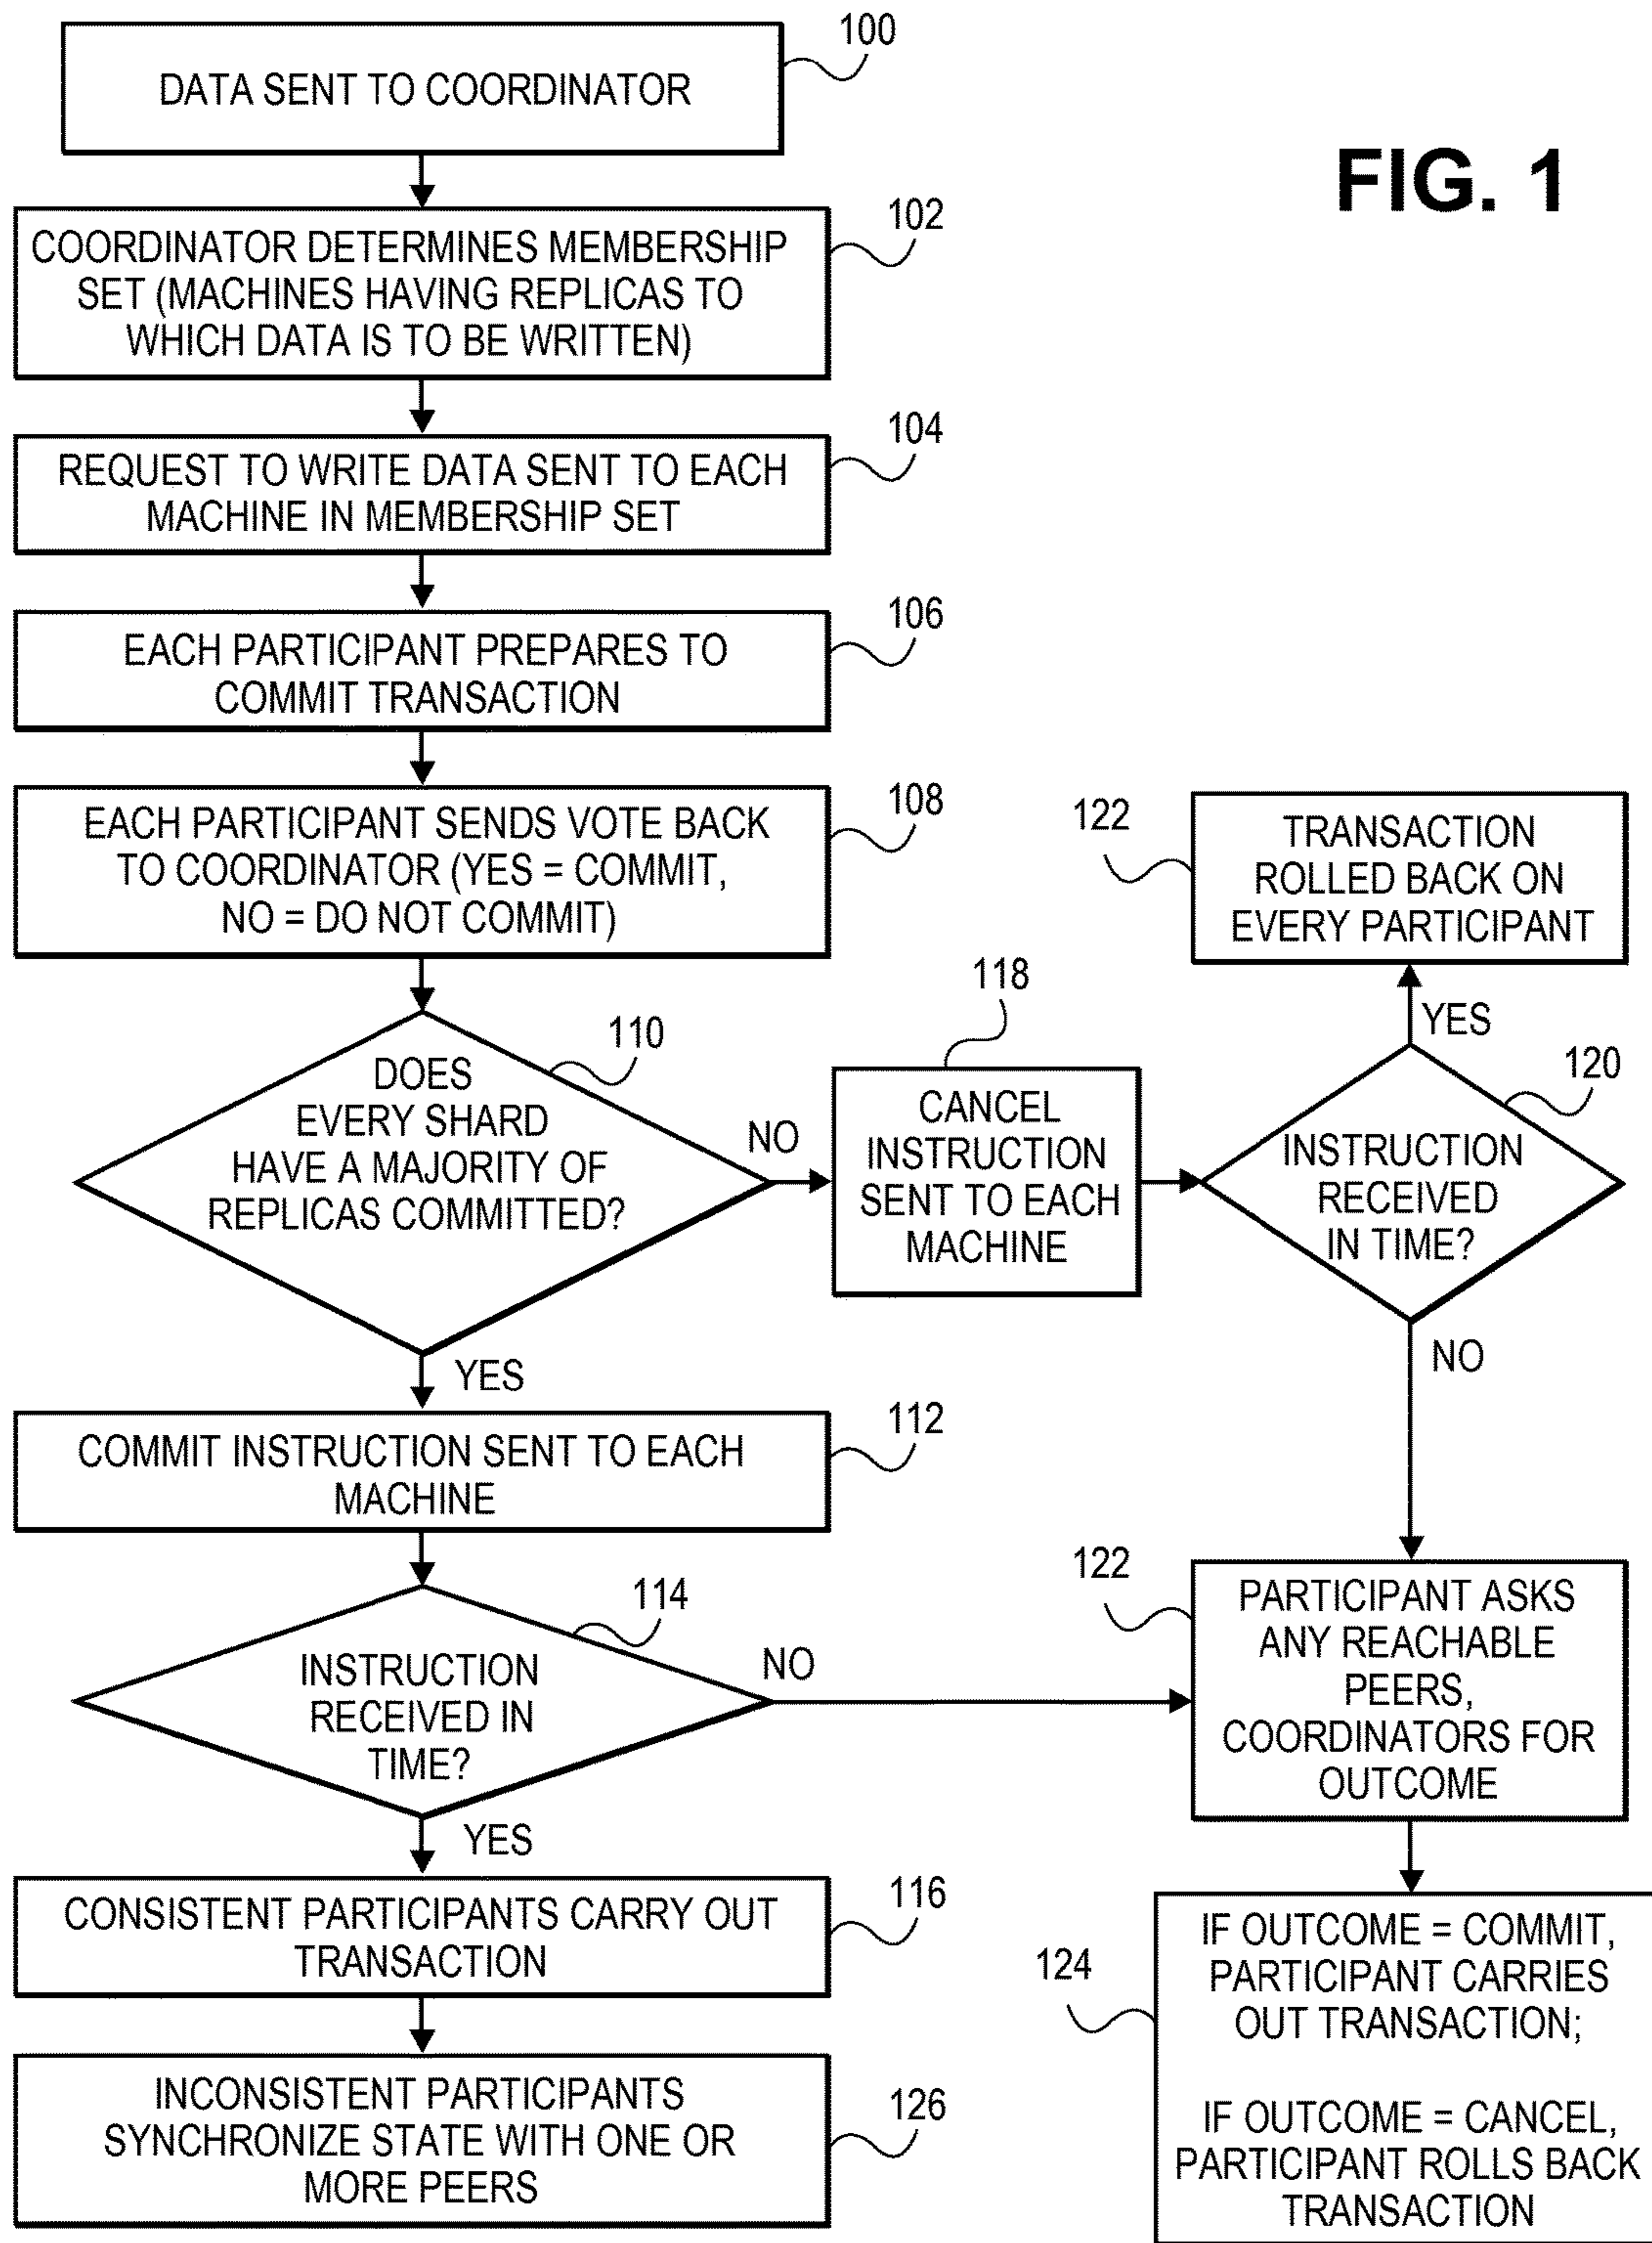 100
DATA SENT TO COORDINATOR
FIG. 1
102
COORDINATOR DETERMINES MEMBERSHIP
SET (MACHINES HAVING REPLICAS TO
WHICH DATA IS TO BE WRITTEN)
104
REQUEST TO WRITE DATA SENT TO EACH
MACHINE IN MEMBERSHIP SET
106
EACH PARTICIPANT PREPARES TO
COMMIT TRANSACTION
108
EACH PARTICIPANT SENDS VOTE BACK
TO COORDINATOR (YES = COMMIT,
NO = DO NOT COMMIT)
110
DOES
EVERY SHARD
HAVE A MAJORITY OF
REPLICAS COMMITTED?
NO
118
CANCEL
INSTRUCTION
SENT TO EACH
MACHINE
122
TRANSACTION
ROLLED BACK ON
EVERY PARTICIPANT
YES
120
INSTRUCTION
RECEIVED
IN TIME?
NO
YES
112
COMMIT INSTRUCTION SENT TO EACH
MACHINE
114
INSTRUCTION
RECEIVED IN
TIME?
NO
122
PARTICIPANT ASKS
ANY REACHABLE
PEERS,
COORDINATORS FOR
OUTCOME
YES
116
CONSISTENT PARTICIPANTS CARRY OUT
TRANSACTION
124
IF OUTCOME = COMMIT,
PARTICIPANT CARRIES
OUT TRANSACTION;
IF OUTCOME = CANCEL,
PARTICIPANT ROLLS BACK
TRANSACTION
126
INCONSISTENT PARTICIPANTS
SYNCHRONIZE STATE WITH ONE OR
MORE PEERS